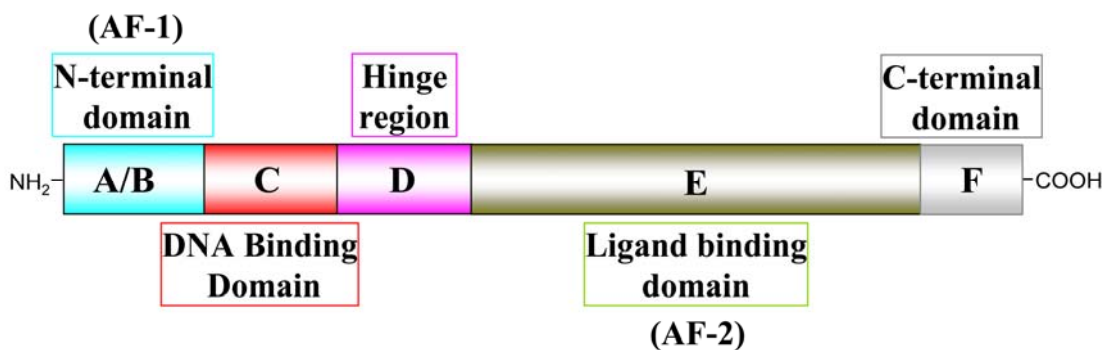 (AF-1)
N-terminal
domain
Hinge
region
C-terminal
domain
NH2
A/B
C
D
E
F
COOH
DNA Binding
Domain
Ligand binding
domain
(AF-2)